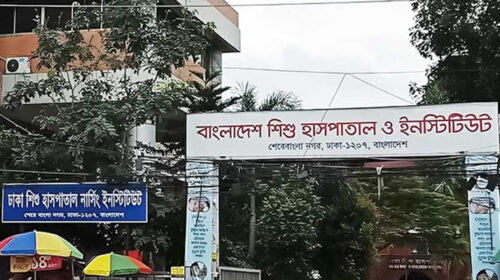 বাংলাদেশ শিশু হাসপাতাল ও ইনস্টিটিউট
শেরেবাংলা নগর, ঢাকা-১২০৭, বাংলাদেশ
ঢাকা শিশু হাসপাতাল নার্সিং ইনস্টিটিউট
শেরে বাংলা নগর, ঢাকা-১২০৭, বাংলাদেশ